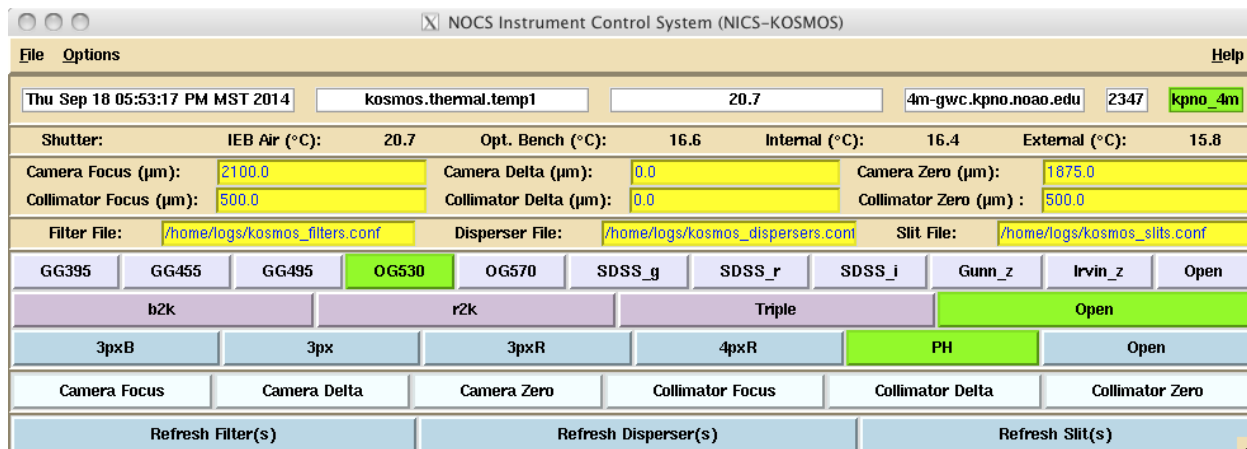 NOCS Instrument Control System (NICS-KOSMOS)
File Options Help
Thu Sep 18 05:53:17 PM MST 2014 kosmos.thermal.temp1 20.7 4m-gwc.kpno.noao.edu 2347 kpno_4m
Shutter: IEB Air (°C): 20.7 Opt. Bench (°C): 16.6 Internal (°C): 16.4 External (°C): 15.8
Camera Focus (µm): 2100.0 Camera Delta (µm): 0.0 Camera Zero (µm): 1875.0
Collimator Focus (µm): 500.0 Collimator Delta (µm): 0.0 Collimator Zero (µm) : 500.0
Filter File: /home/logs/kosmos_filters.conf Disperser File: /home/logs/kosmos_dispersers.conf Slit File: /home/logs/kosmos_slits.conf
GG395 GG455 GG495 OG530 OG570 SDSS_g SDSS_r SDSS_i Gunn_z Irvin_z Open
b2k r2k Triple Open
3pxB 3px 3pxR 4pxR PH Open
Camera Focus Camera Delta Camera Zero Collimator Focus Collimator Delta Collimator Zero
Refresh Filter(s) Refresh Disperser(s) Refresh Slit(s)